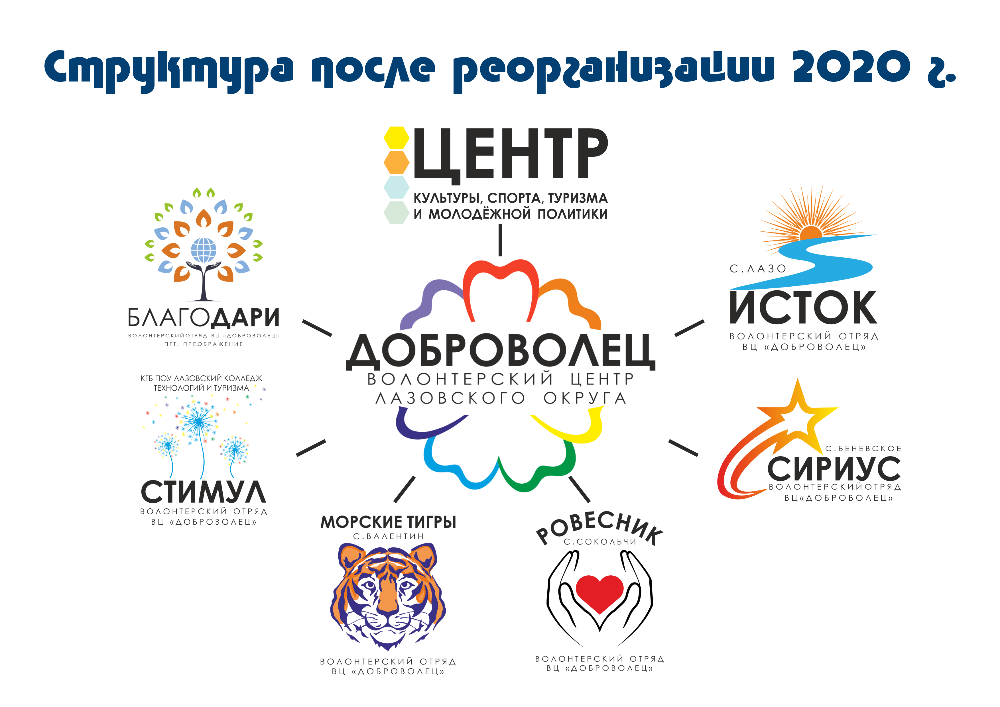 Структура после реорганизации 2020 г.
ЦЕНТР
КУЛЬТУРЫ, СПОРТА, ТУРИЗМА
И МОЛОДЁЖНОЙ ПОЛИТИКИ
БЛАГОДАРИ
ВОЛОНТЕРСКИЙОТРЯД ВЦ «ДОБРОВОЛЕЦ»
ПГТ. ПРЕОБРАЖЕНИЕ
С.ЛАЗО
ИСТОК
ВОЛОНТЕРСКИЙ ОТРЯД
ВЦ «ДОБРОВОЛЕЦ»
ДОБРОВОЛЕЦ
ВОЛОНТЕРСКИЙ ЦЕНТР
ЛАЗОВСКОГО ОКРУГА
КГБ ПОУ ЛАЗОВСКИЙ КОЛЛЕДЖ
ТЕХНОЛОГИЙ И ТУРИЗМА
СТИМУЛ
ВОЛОНТЕРСКИЙ ОТРЯД
ВЦ «ДОБРОВОЛЕЦ»
С.БЕНЕВСКОЕ
СИРИУС
ВОЛОНТЕРСКИЙОТРЯД
ВЦ«ДОБРОВОЛЕЦ»
МОРСКИЕ ТИГРЫ
С.ВАЛЕНТИН
ВОЛОНТЕРСКИЙ ОТРЯД
ВЦ «ДОБРОВОЛЕЦ»
РОВЕСНИК
С.СОКОЛЬЧИ
ВОЛОНТЕРСКИЙ ОТРЯД
ВЦ «ДОБРОВОЛЕЦ»